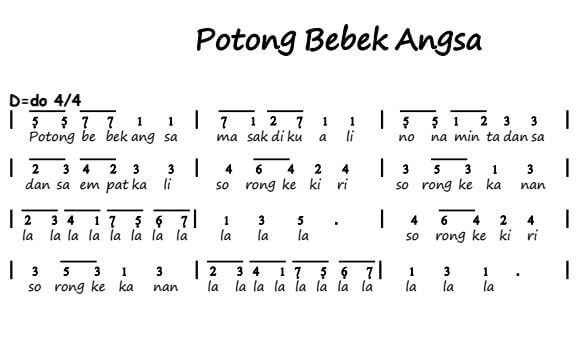 Potong Bebek Angsa
D=do 4/4
| 5̣ 5̣ 7̣ 7̣ 1 1 | 7̣ 1 2 7̣ 1 1 | 5̣ 5̣ 1 2 3 3
Potong be bek ang sa ma sak di ku a li no na min ta dan sa
| 2 3 4 2 3 3 | 4 6 4 2 4 | 3 5 3 1 3 |
dan sa em pat ka li so rong ke ki ri so rong ke ka nan
| 2 3 4 1 7̣ 5̣ 6̣ 7̣ | 1 3 5 . | 4 6 4 2 4 |
la la la la la la la la la la la so rong ke ki ri
| 3 5 3 1 3 | 2 3 4 1 7̣ 5̣ 6̣ 7̣ | 1 3 1 . |
so rong ke ka nan la la la la la la la la la la la